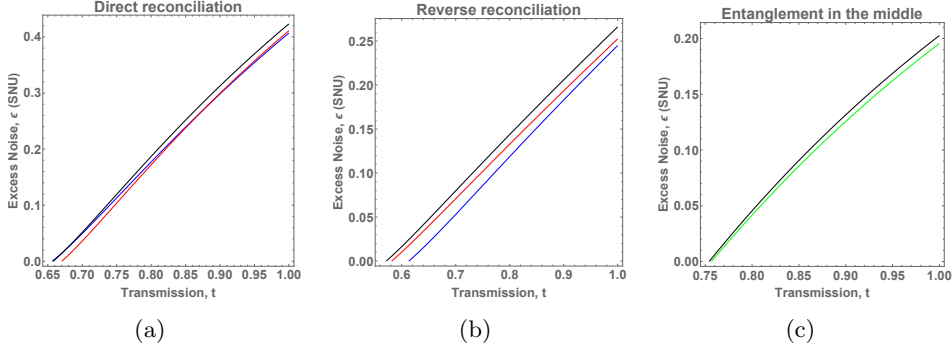 Direct reconciliation
Excess Noise, ϵ (SNU)
0.4
0.3
0.2
0.1
0.0
0.65 0.70 0.75 0.80 0.85 0.90 0.95 1.00
Transmission, t
(a)
Reverse reconciliation
Excess Noise, ϵ (SNU)
0.25
0.20
0.15
0.10
0.05
0.00
0.6 0.7 0.8 0.9 1.0
Transmission, t
(b)
Entanglement in the middle
Excess Noise, ϵ (SNU)
0.20
0.15
0.10
0.05
0.00
0.75 0.80 0.85 0.90 0.95 1.00
Transmission, t
(c)